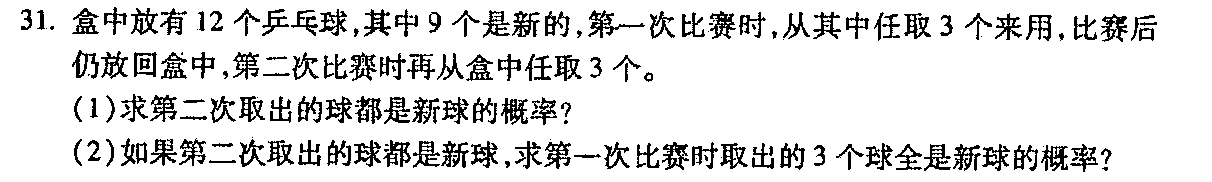 31. 盒中放有 12 个乒乓球,其中 9 个是新的,第一次比赛时,从其中任取 3 个来用,比赛后
仍放回盒中,第二次比赛时再从盒中任取 3 个。
(1)求第二次取出的球都是新球的概率?
(2)如果第二次取出的球都是新球,求第一次比赛时取出的 3 个球全是新球的概率?